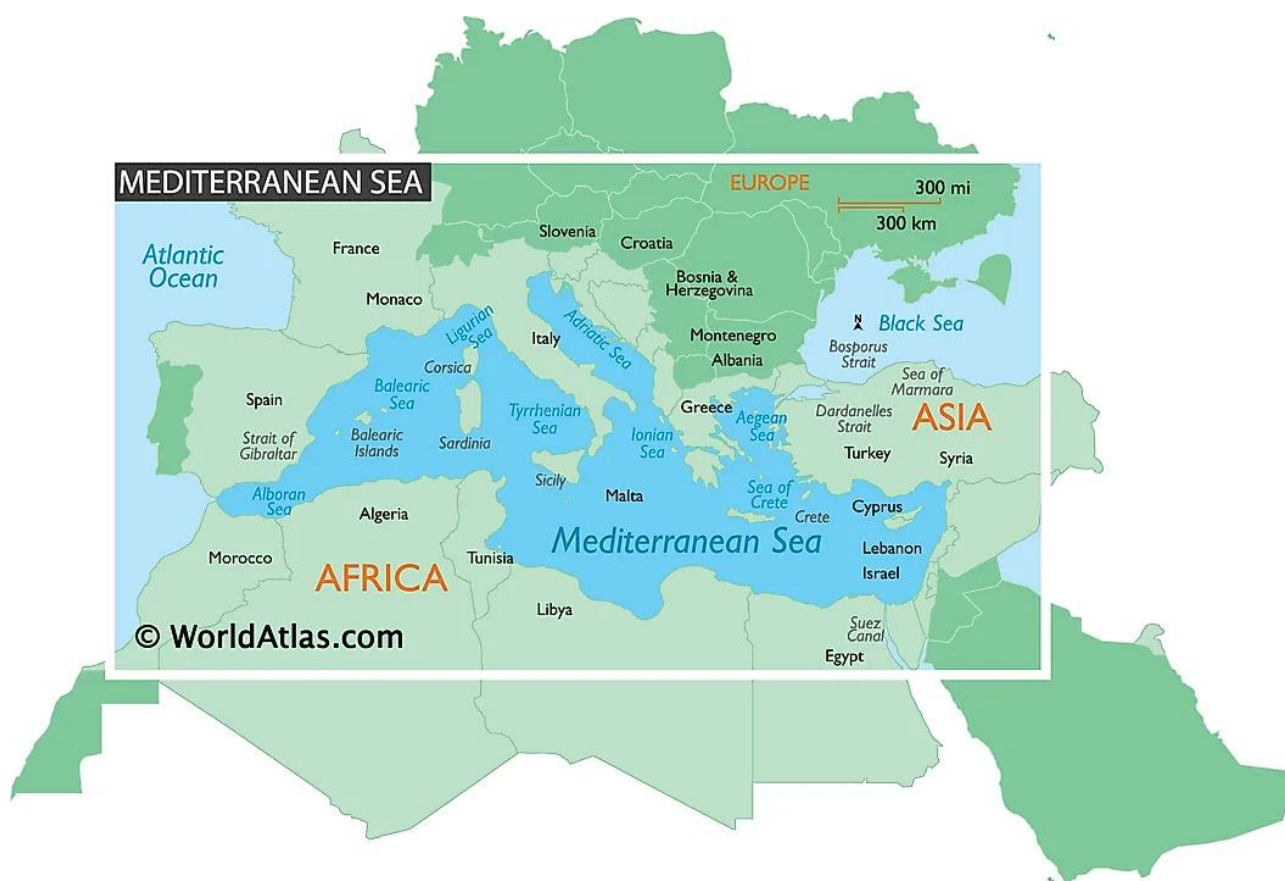 MEDITERRANEAN SEA
EUROPE
300 mi
300 km
Atlantic
Ocean
France
Slovenia
Croatia
Monaco
Bosnia &
Herzegovina
Ligurian
Sea
Adriatic Sea
Italy
Montenegro
Albania
N
Black Sea
Bosporus
Strait
Corsica
Sea of
Marmara
Balearic
Sea
Spain
Tyrrhenian
Sea
Greece
Aegean
Sea
Dardanelles
Strait
ASIA
Strait of
Gibraltar
Balearic
Islands
Sardinia
Ionian
Sea
Turkey
Syria
Sicily
Alboran
Sea
Malta
Sea of
Crete
Crete
Cyprus
Algeria
Mediterranean Sea
Lebanon
Israel
Morocco
Tunisia
AFRICA
Libya
Suez
Canal
Egypt
© WorldAtlas.com